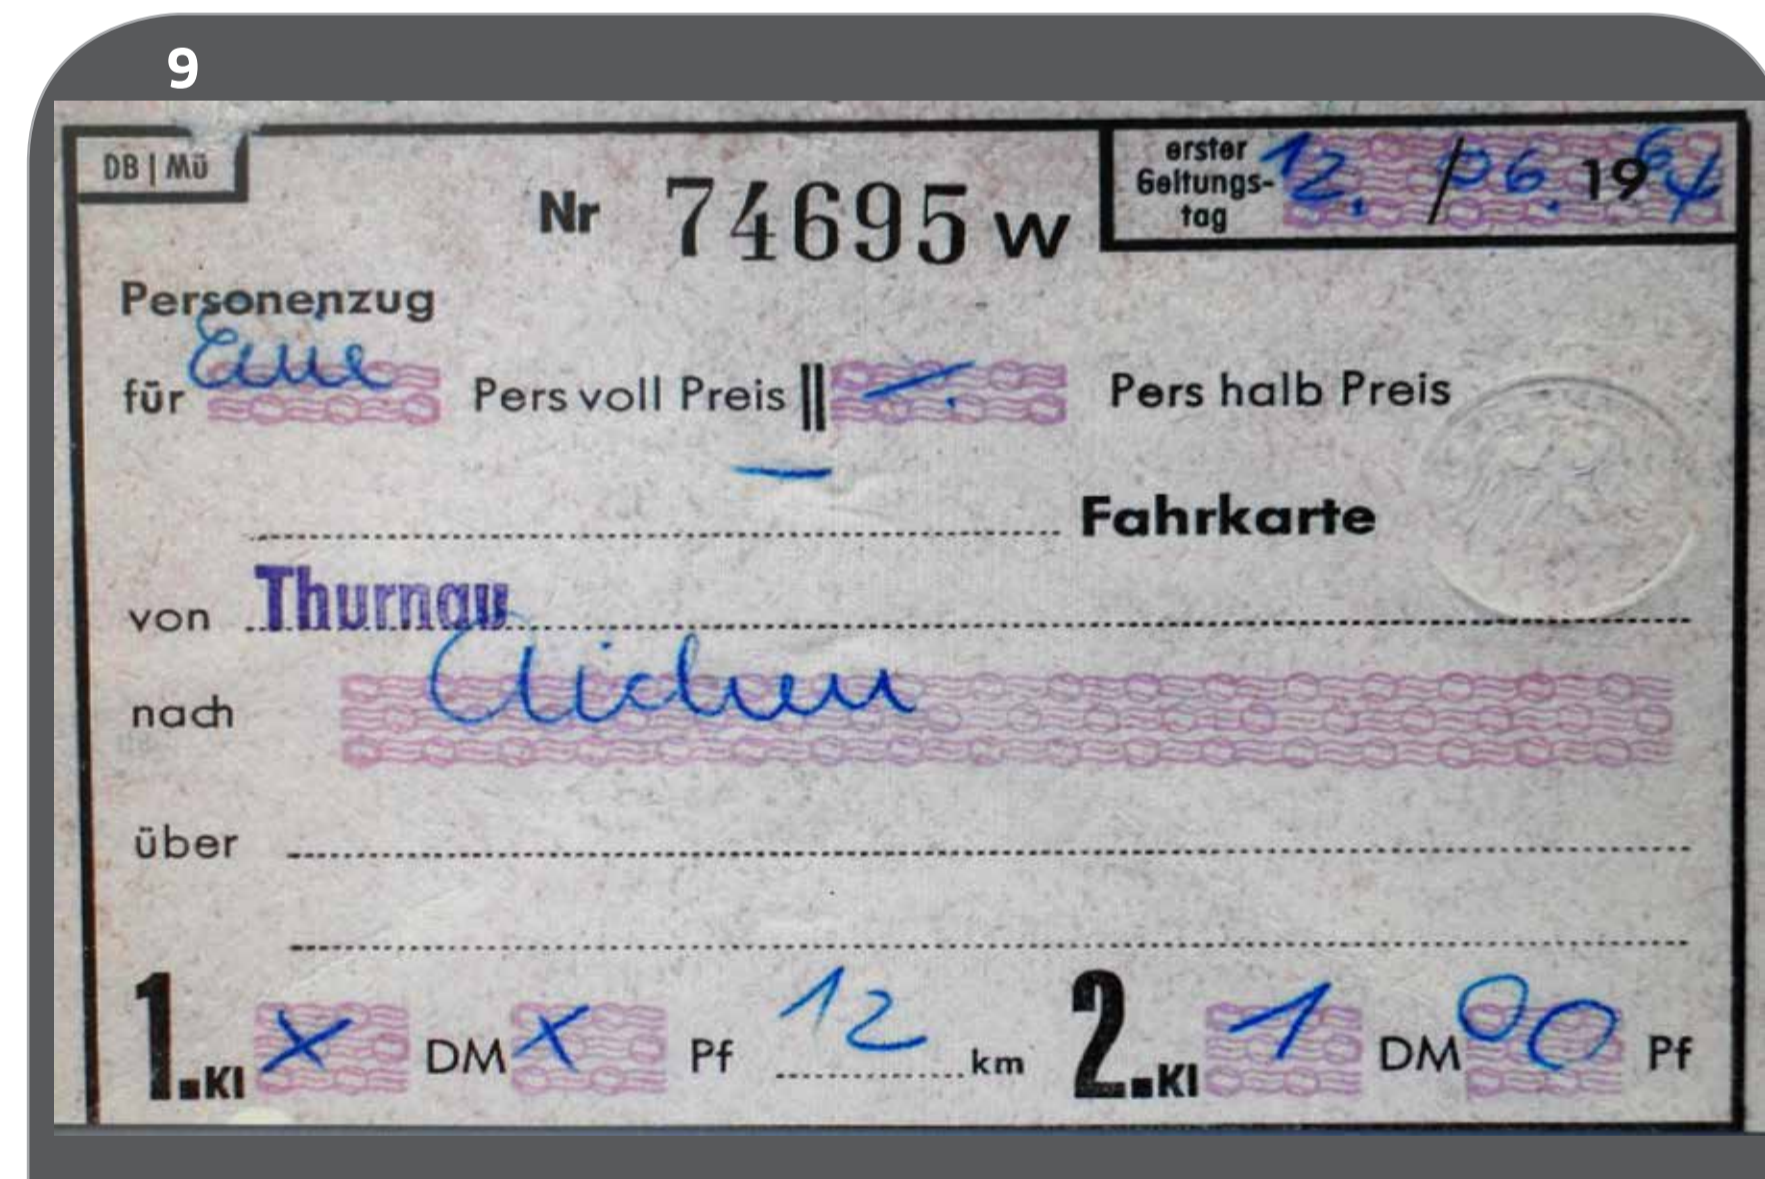 9
DB | Mü
Nr 74695 w
erster Geltungs-tag 12. / 06. 1964
Personenzug
für Eine Pers voll Preis || -. Pers halb Preis
Fahrkarte
von Thurnau
nach Aichen
über
1. Kl x DM x Pf 12 km 2. Kl 1 DM 00 Pf